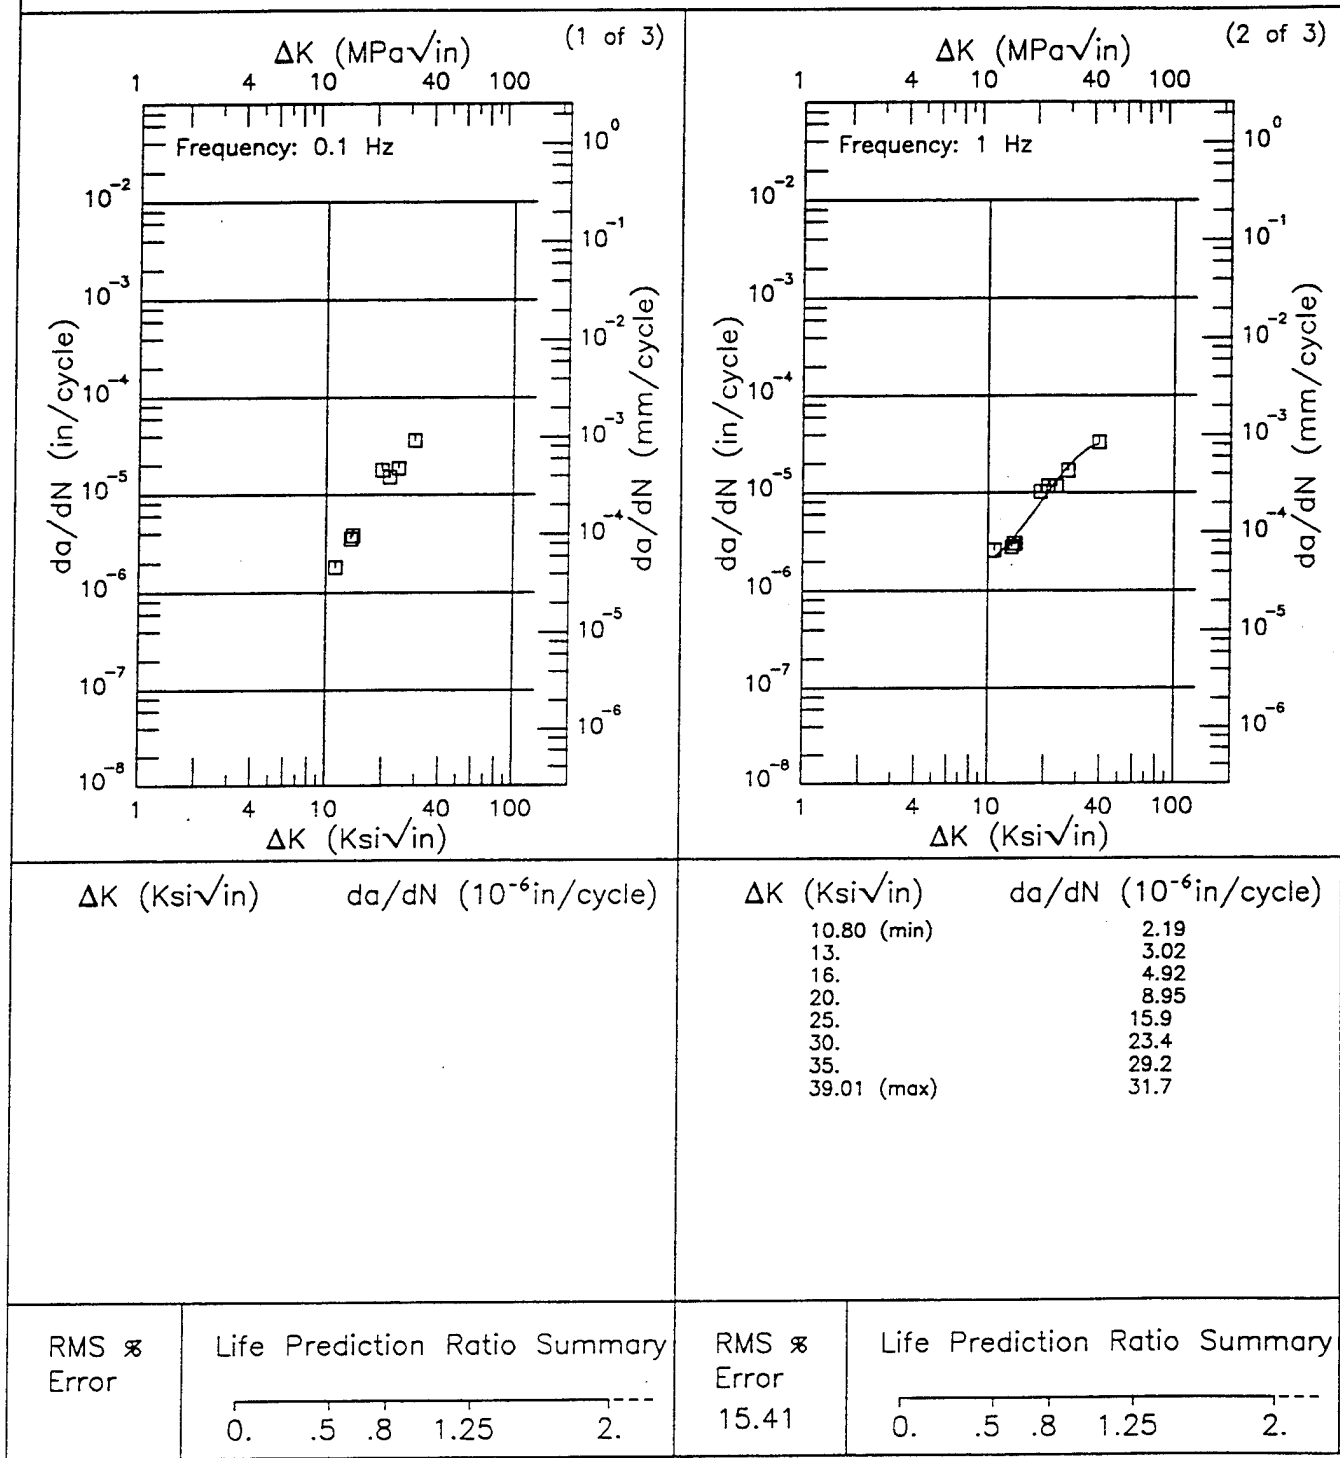 (1 of 3)
ΔK (MPa√in)
1 4 10 40 100
Frequency: 0.1 Hz
da/dN (in/cycle)
10⁻²
10⁻³
10⁻⁴
10⁻⁵
10⁻⁶
10⁻⁷
10⁻⁸
10⁰
10⁻¹
10⁻²
10⁻³
10⁻⁴
10⁻⁵
10⁻⁶
da/dN (mm/cycle)
1 4 10 40 100
ΔK (Ksi√in)
(2 of 3)
ΔK (MPa√in)
1 4 10 40 100
Frequency: 1 Hz
da/dN (in/cycle)
10⁻²
10⁻³
10⁻⁴
10⁻⁵
10⁻⁶
10⁻⁷
10⁻⁸
10⁰
10⁻¹
10⁻²
10⁻³
10⁻⁴
10⁻⁵
10⁻⁶
da/dN (mm/cycle)
1 4 10 40 100
ΔK (Ksi√in)
ΔK (Ksi√in) da/dN (10⁻⁶in/cycle)
ΔK (Ksi√in) da/dN (10⁻⁶in/cycle)
10.80 (min) 2.19
13. 3.02
16. 4.92
20. 8.95
25. 15.9
30. 23.4
35. 29.2
39.01 (max) 31.7
RMS %
Error
Life Prediction Ratio Summary
0. .5 .8 1.25 2.
RMS %
Error
15.41
Life Prediction Ratio Summary
0. .5 .8 1.25 2.